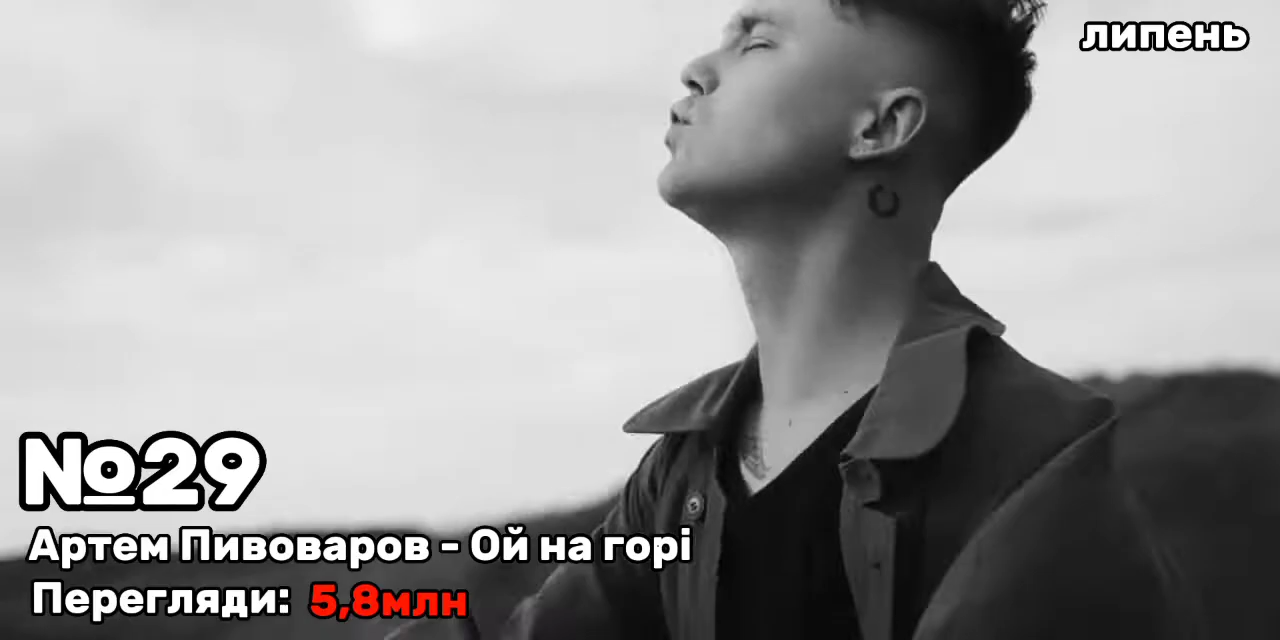 липень
№29
Артем Пивоваров - Ой на горі
Перегляди: 5,8млн